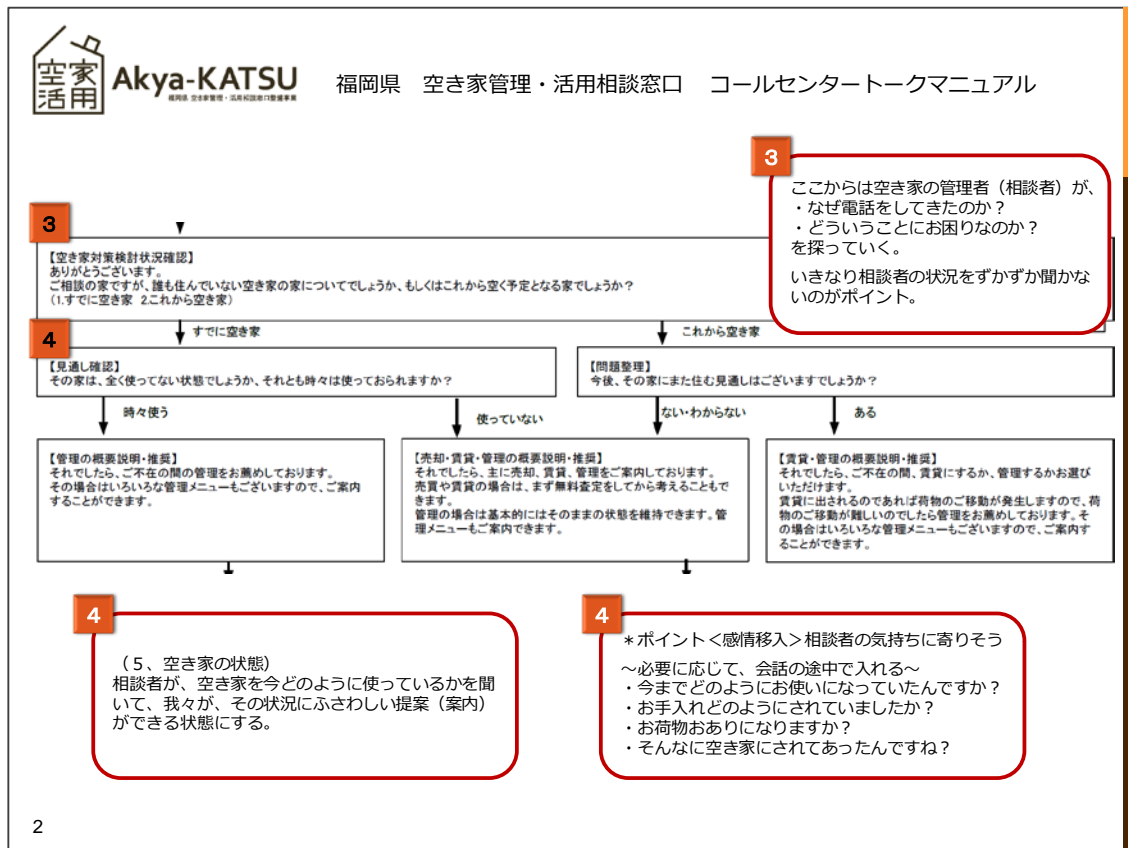 空家
活用
Akya-KATSU
福岡県 空き家管理・活用相談窓口整備事業
福岡県　空き家管理・活用相談窓口　コールセンタートークマニュアル
3
ここからは空き家の管理者（相談者）が、
・なぜ電話をしてきたのか？
・どういうことにお困りなのか？
を探っていく。
いきなり相談者の状況をずかずか聞かな
いのがポイント。
3
【空き家対策検討状況確認】
ありがとうございます。
ご相談の家ですが、誰も住んでいない空き家の家についてでしょうか、もしくはこれから空く予定となる家でしょうか？
（1.すでに空き家 2.これから空き家）
すでに空き家
これから空き家
4
【見通し確認】
その家は、全く使ってない状態でしょうか、それとも時々は使っておられますか？
【問題整理】
今後、その家にまた住む見通しはございますでしょうか？
時々使う
使っていない
ない・わからない
ある
【管理の概要説明・推奨】
それでしたら、ご不在の間の管理をお薦めしております。
その場合はいろいろな管理メニューもございますので、ご案内
することができます。
【売却・賃貸・管理の概要説明・推奨】
それでしたら、主に売却、賃貸、管理をご案内しております。
売買や賃貸の場合は、まず無料査定をしてから考えることもで
きます。
管理の場合は基本的にはそのままの状態を維持できます。管
理メニューもご案内できます。
【賃貸・管理の概要説明・推奨】
それでしたら、ご不在の間、賃貸にするか、管理するかお選び
いただけます。
賃貸に出されるのであれば荷物のご移動が発生しますので、荷
物のご移動が難しいのでしたら管理をお薦めしております。そ
の場合はいろいろな管理メニューもございますので、ご案内す
ることができます。
4
（５、空き家の状態）
相談者が、空き家を今どのように使っているかを聞
いて、我々が、その状況にふさわしい提案（案内）
ができる状態にする。
4
＊ポイント＜感情移入＞相談者の気持ちに寄りそう
～必要に応じて、会話の途中で入れる～
・今までどのようにお使いになっていたんですか？
・お手入れどのようにされていましたか？
・お荷物おありになりますか？
・そんなに空き家にされてあったんですね？
2